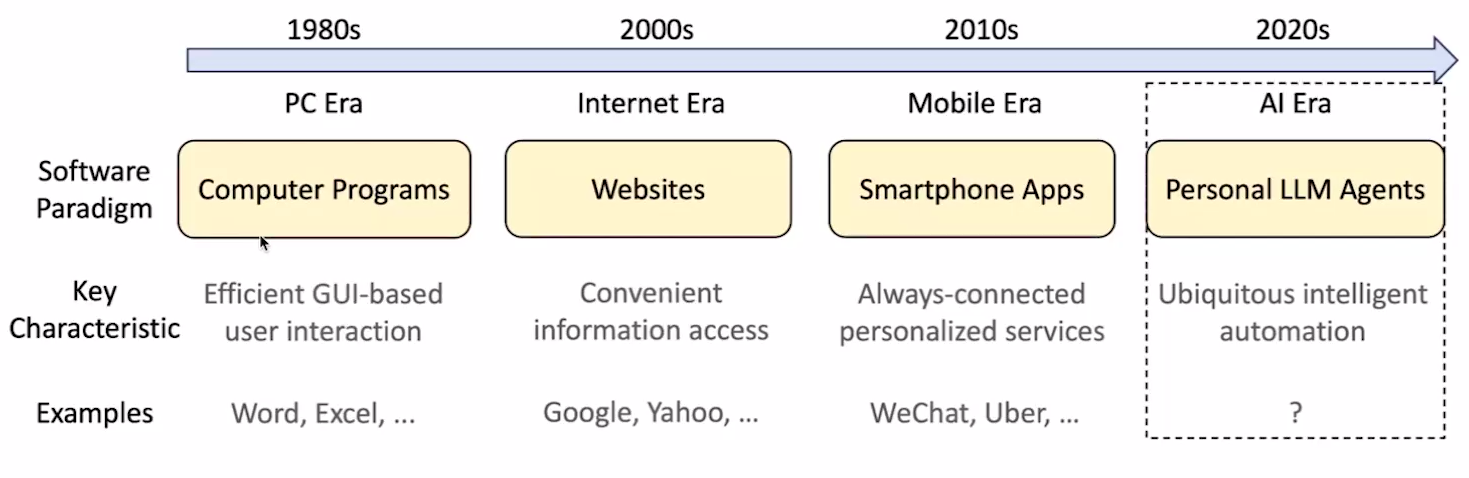 1980s 2000s 2010s 2020s
PC Era Internet Era Mobile Era AI Era
Software
Paradigm
Computer Programs Websites Smartphone Apps Personal LLM Agents
Key
Characteristic
Efficient GUI-based
user interaction
Convenient
information access
Always-connected
personalized services
Ubiquitous intelligent
automation
Examples Word, Excel, ... Google, Yahoo, ... WeChat, Uber, ... ?